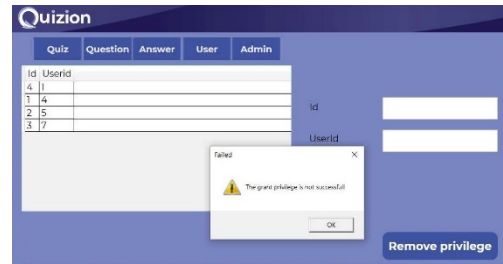 Quizion
Quiz Question Answer User Admin
Id Userid
4 1
1 4
2 5
3 7
Id
Userid
Failed
The grant privilege is not successfull
OK
Remove privilege